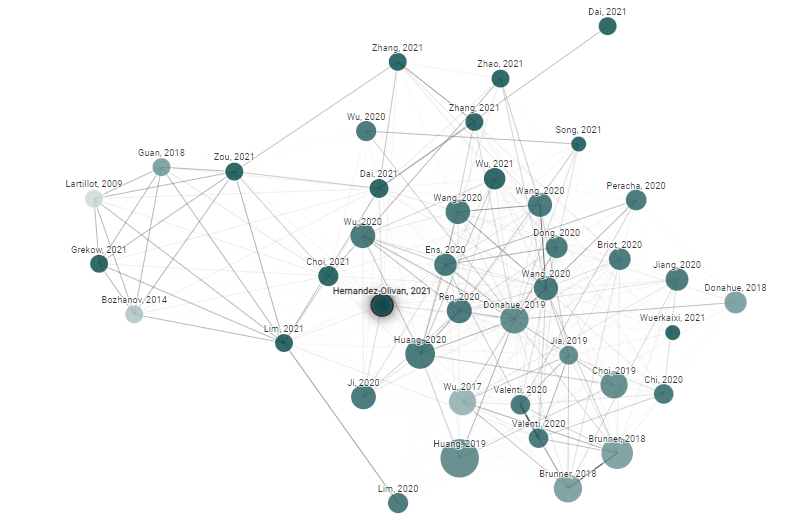 Dai, 2021
Zhang, 2021
Zhao, 2021
Zhang, 2021
Wu, 2020
Song, 2021
Guan, 2018
Zou, 2021
Wu, 2021
Dai, 2021
Lartillot, 2009
Peracha, 2020
Wang, 2020
Wang, 2020
Wu, 2020
Dong, 2020
Grekow, 2021
Ens, 2020
Briot, 2020
Choi, 2021
Jiang, 2020
Wang, 2020
Donahue, 2018
Hernandez-Olivan, 2021
Bozhanov, 2014
Ren, 2020
Donahue, 2019
Wuerkaixi, 2021
Lim, 2021
Huang, 2020
Jia, 2019
Choi, 2019
Chi, 2020
Ji, 2020
Wu, 2017
Valenti, 2020
Valenti, 2020
Huang, 2019
Brunner, 2018
Brunner, 2018
Lim, 2020